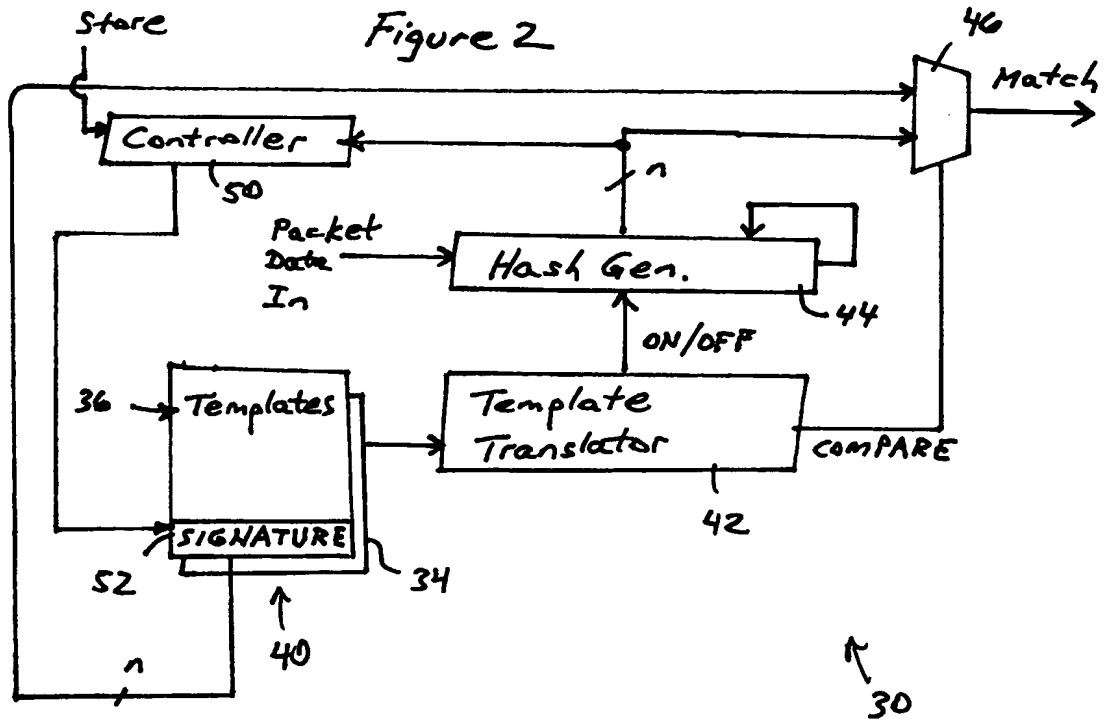 Store
Figure 2
46
Match
Controller
50
n
Packet
Data
In
Hash Gen.
44
ON/OFF
36
Templates
Template
Translator
COMPARE
42
SIGNATURE
52
34
40
n
30